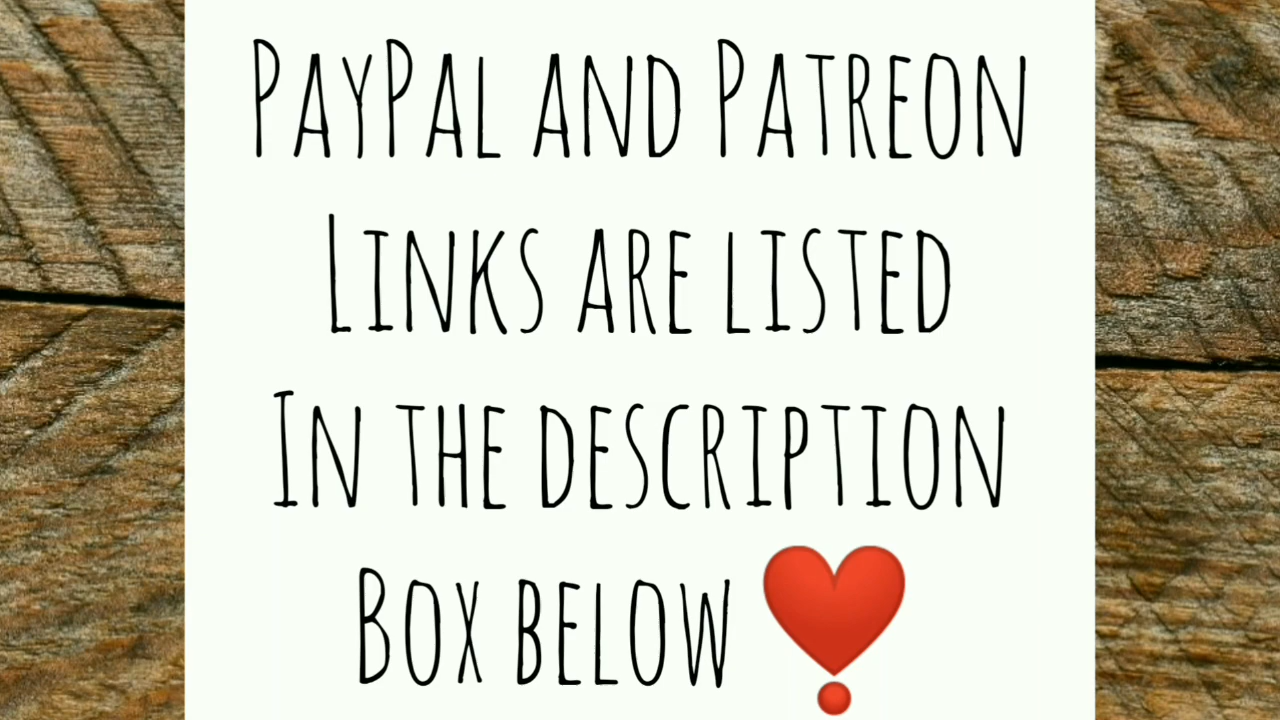 PayPal and Patreon
Links are listed
In the description
Box below ❣️